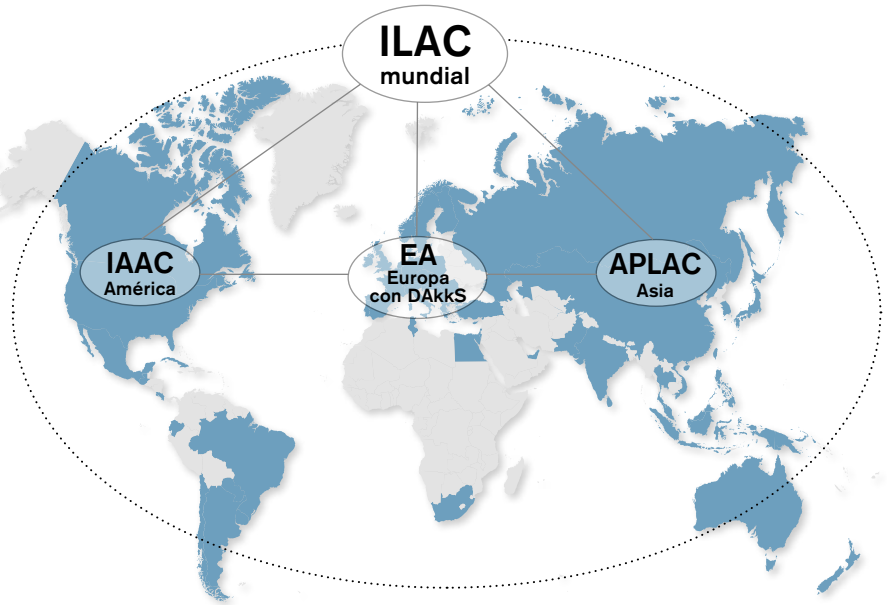 ILAC
mundial
IAAC
América
EA
Europa
con DAkkS
APLAC
Asia